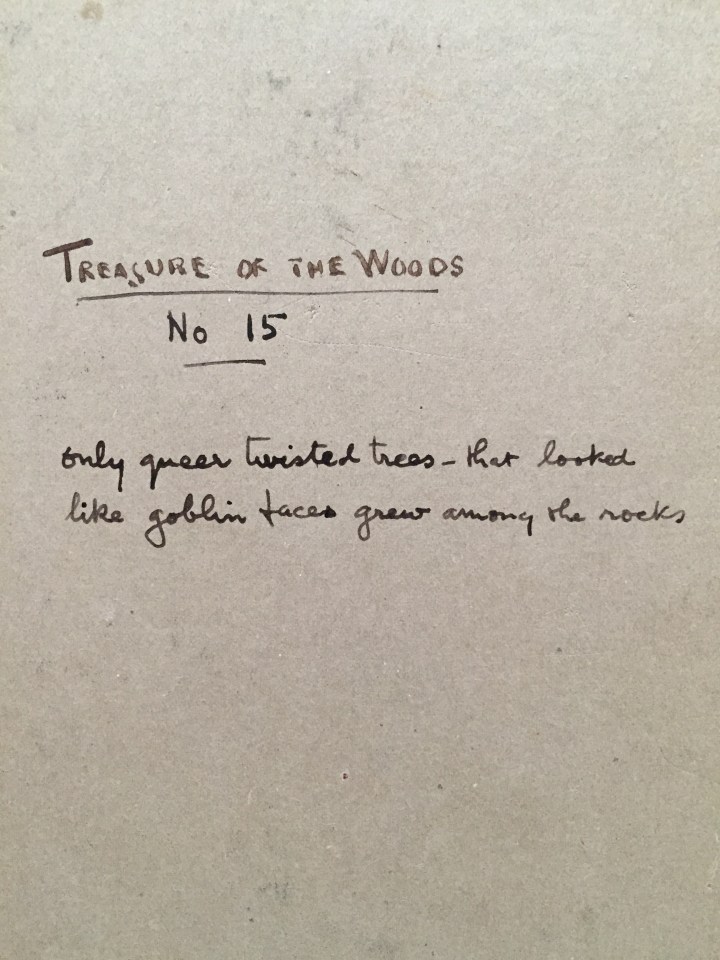 TREASURE OF THE WOODS
No 15
only queer twisted trees - that looked
like goblin faces grew among the rocks